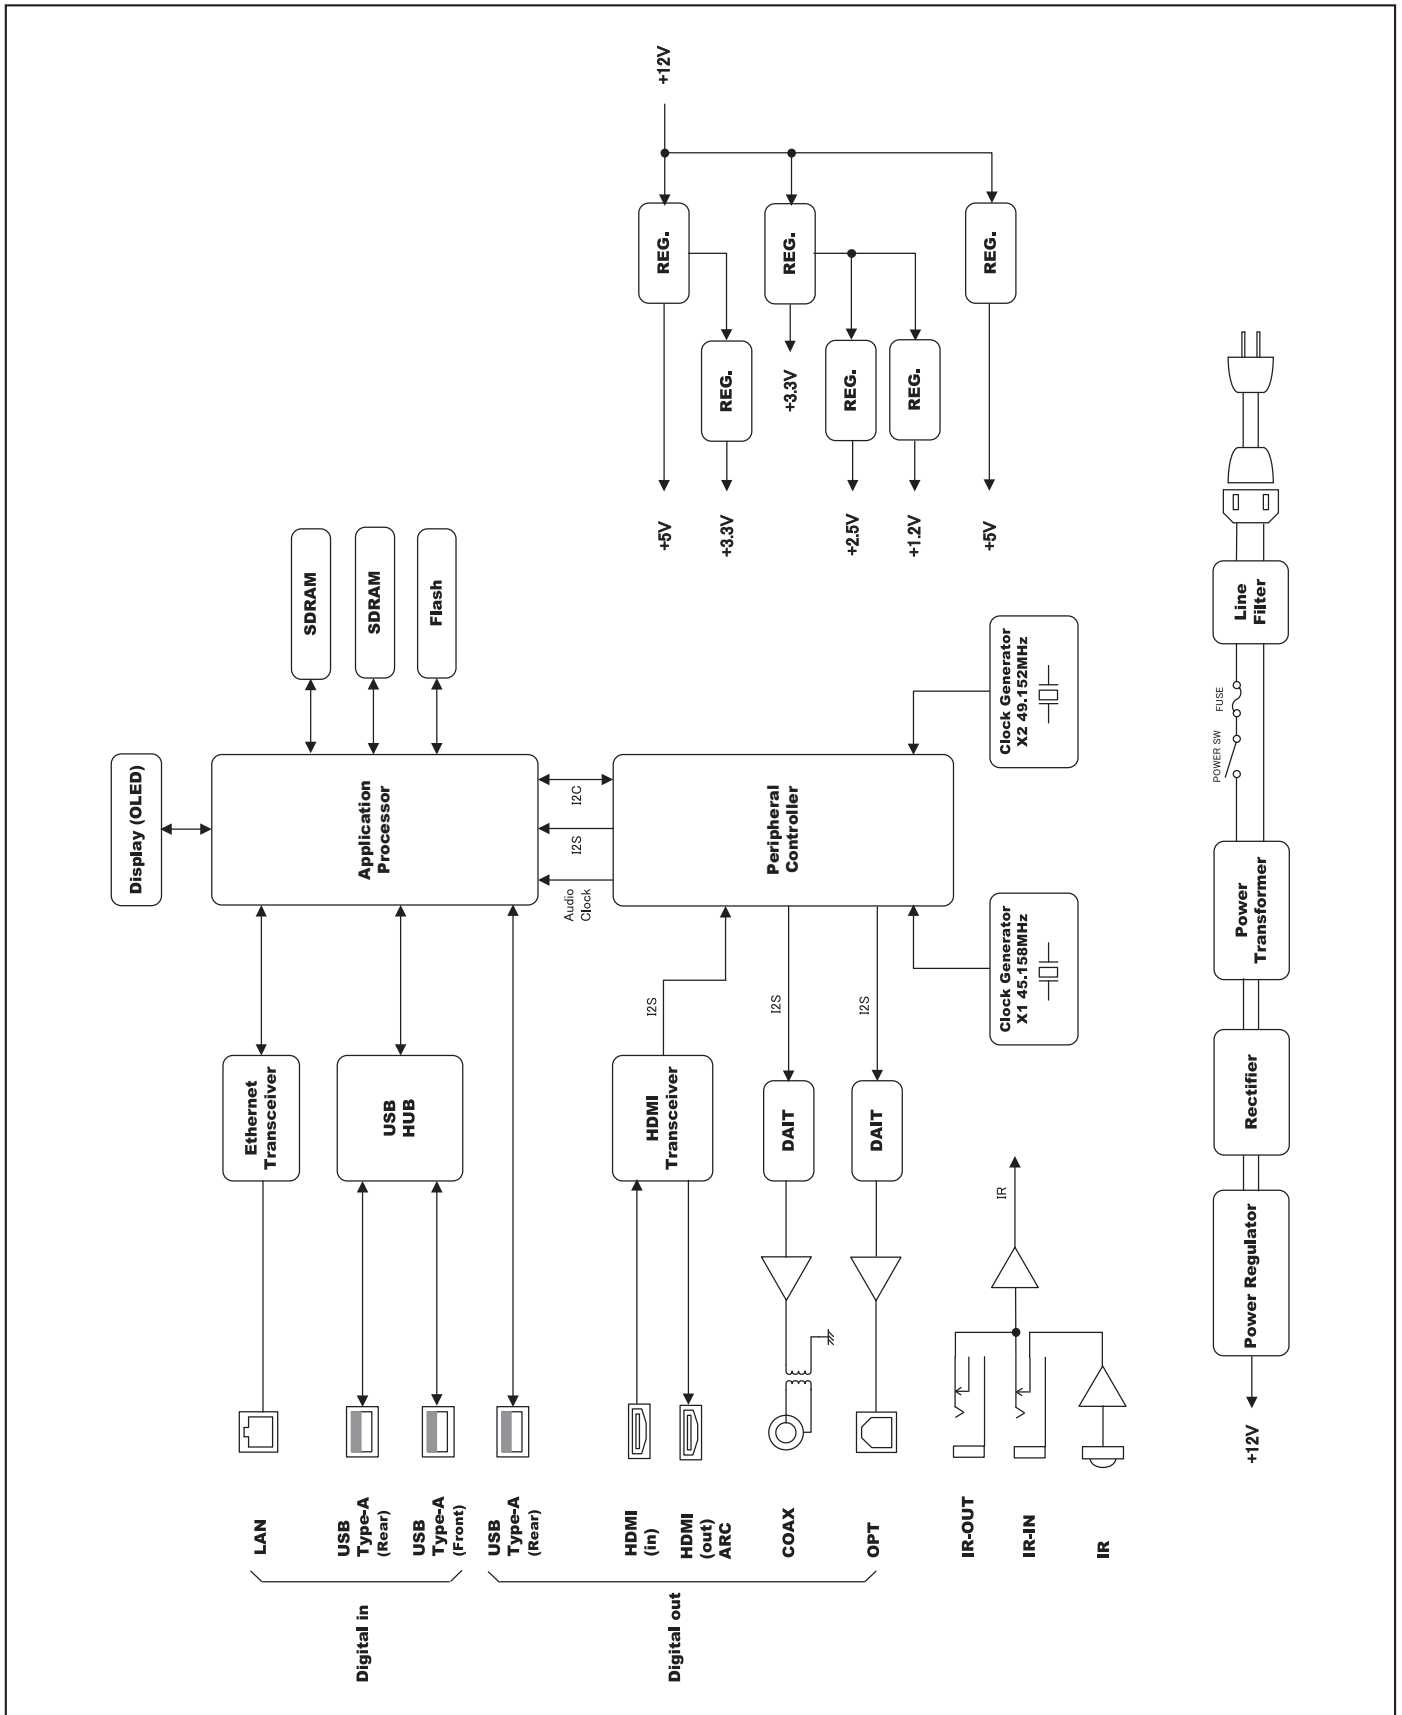 Digital in
Digital out
LAN
USB
Type-A
(Rear)
USB
Type-A
(Front)
USB
Type-A
(Rear)
HDMI
(in)
HDMI
(out)
ARC
COAX
OPT
IR-OUT
IR-IN
IR
+12V
Ethernet
Transceiver
USB
HUB
HDMI
Transceiver
DAIT
DAIT
IR
Power Regulator
Rectifier
I2S
I2S
I2S
Clock Generator
X1 45.158MHz
Power
Transformer
Display (OLED)
Application
Processor
Audio
Clock
I2S
I2C
Peripheral
Controller
Clock Generator
X2 49.152MHz
POWER SW
FUSE
Line
Filter
SDRAM
SDRAM
Flash
+5V
+3.3V
+2.5V
+1.2V
+5V
REG.
+3.3V
REG.
REG.
REG.
REG.
REG.
+12V